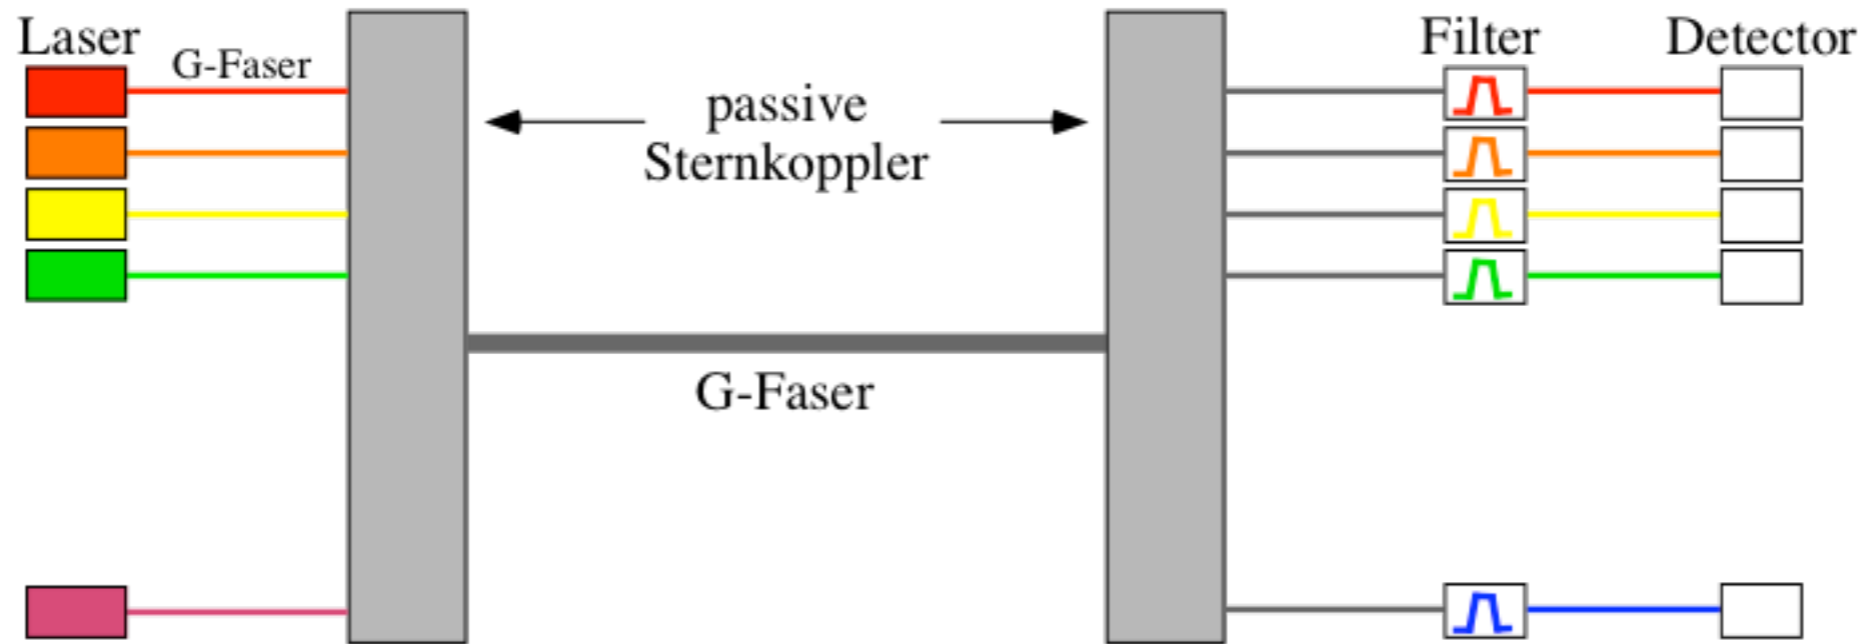 Laser
G-Faser
passive
Sternkoppler
G-Faser
Filter
Detector